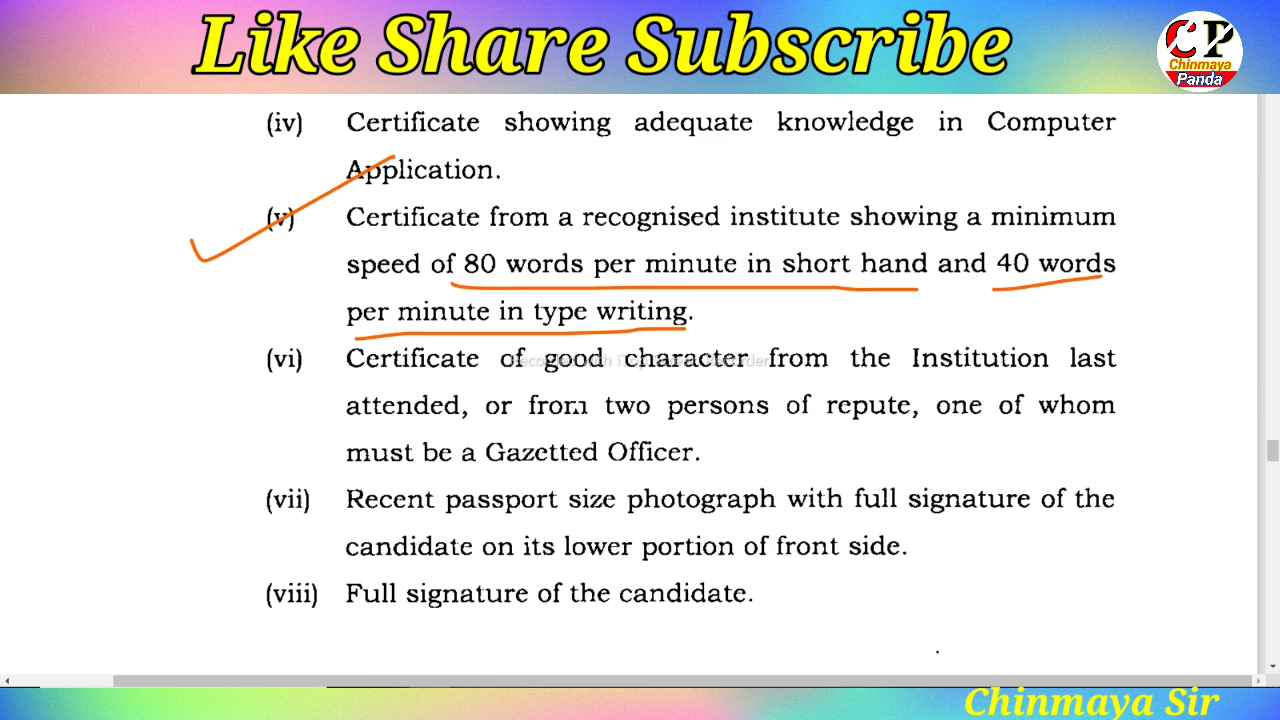 Like Share Subscribe
CP
Chinmaya
Panda
(iv) Certificate showing adequate knowledge in Computer
Application.
(v) Certificate from a recognised institute showing a minimum
speed of 80 words per minute in short hand and 40 words
per minute in type writing.
(vi) Certificate of good character from the Institution last
attended, or from two persons of repute, one of whom
must be a Gazetted Officer.
(vii) Recent passport size photograph with full signature of the
candidate on its lower portion of front side.
(viii) Full signature of the candidate.
Chinmaya Sir